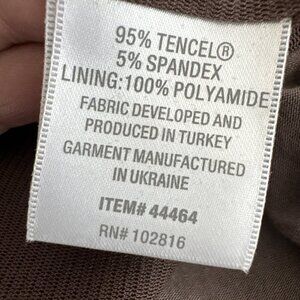 95% TENCEL®
5% SPANDEX
LINING:100% POLYAMIDE
FABRIC DEVELOPED AND
PRODUCED IN TURKEY
GARMENT MANUFACTURED
IN UKRAINE
ITEM# 44464
RN# 102816